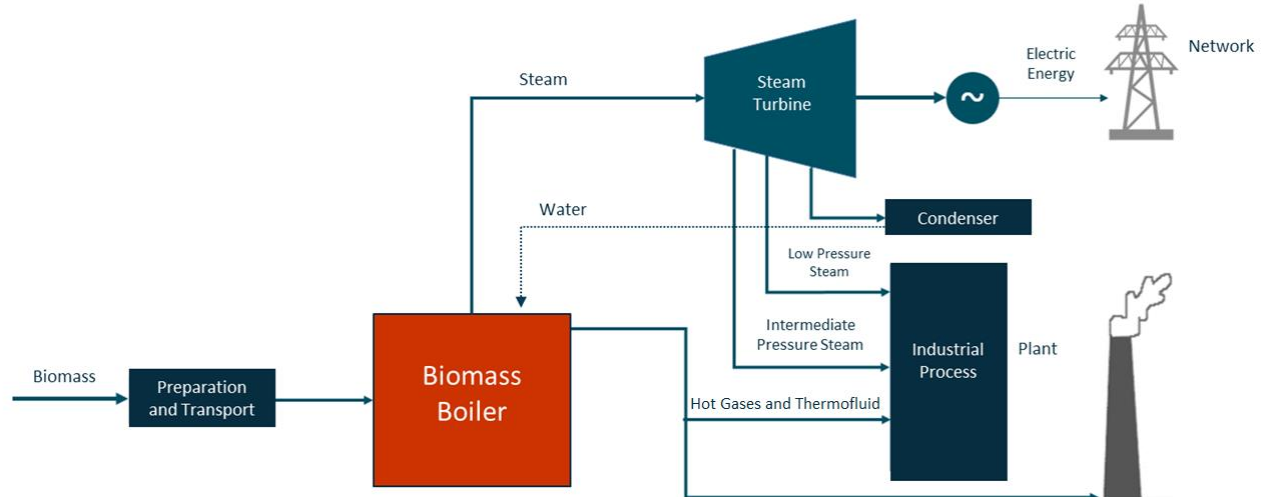 Network
Electric
Energy
Steam
Steam
Turbine
~
Water
Condenser
Low Pressure
Steam
Intermediate
Pressure Steam
Industrial
Process
Plant
Biomass
Preparation
and Transport
Biomass
Boiler
Hot Gases and Thermofluid